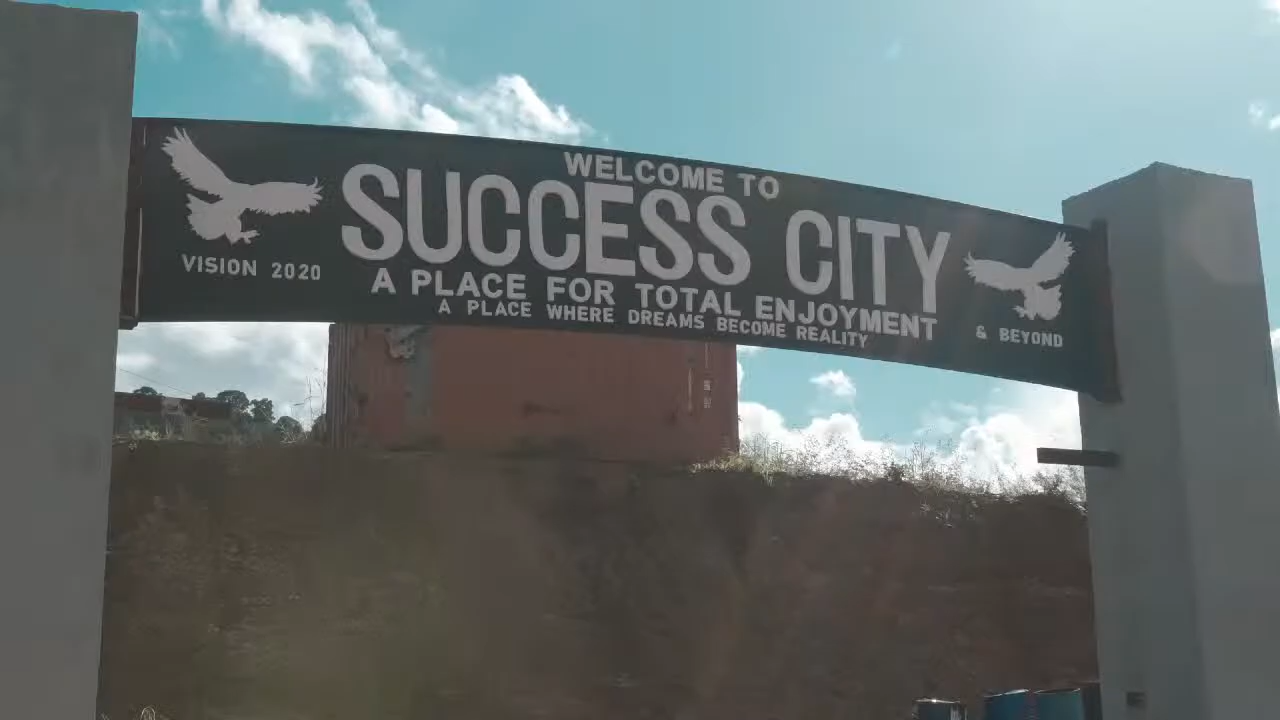 WELCOME TO
SUCCESS CITY
A PLACE FOR TOTAL ENJOYMENT
A PLACE WHERE DREAMS BECOME REALITY
VISION 2020
& BEYOND